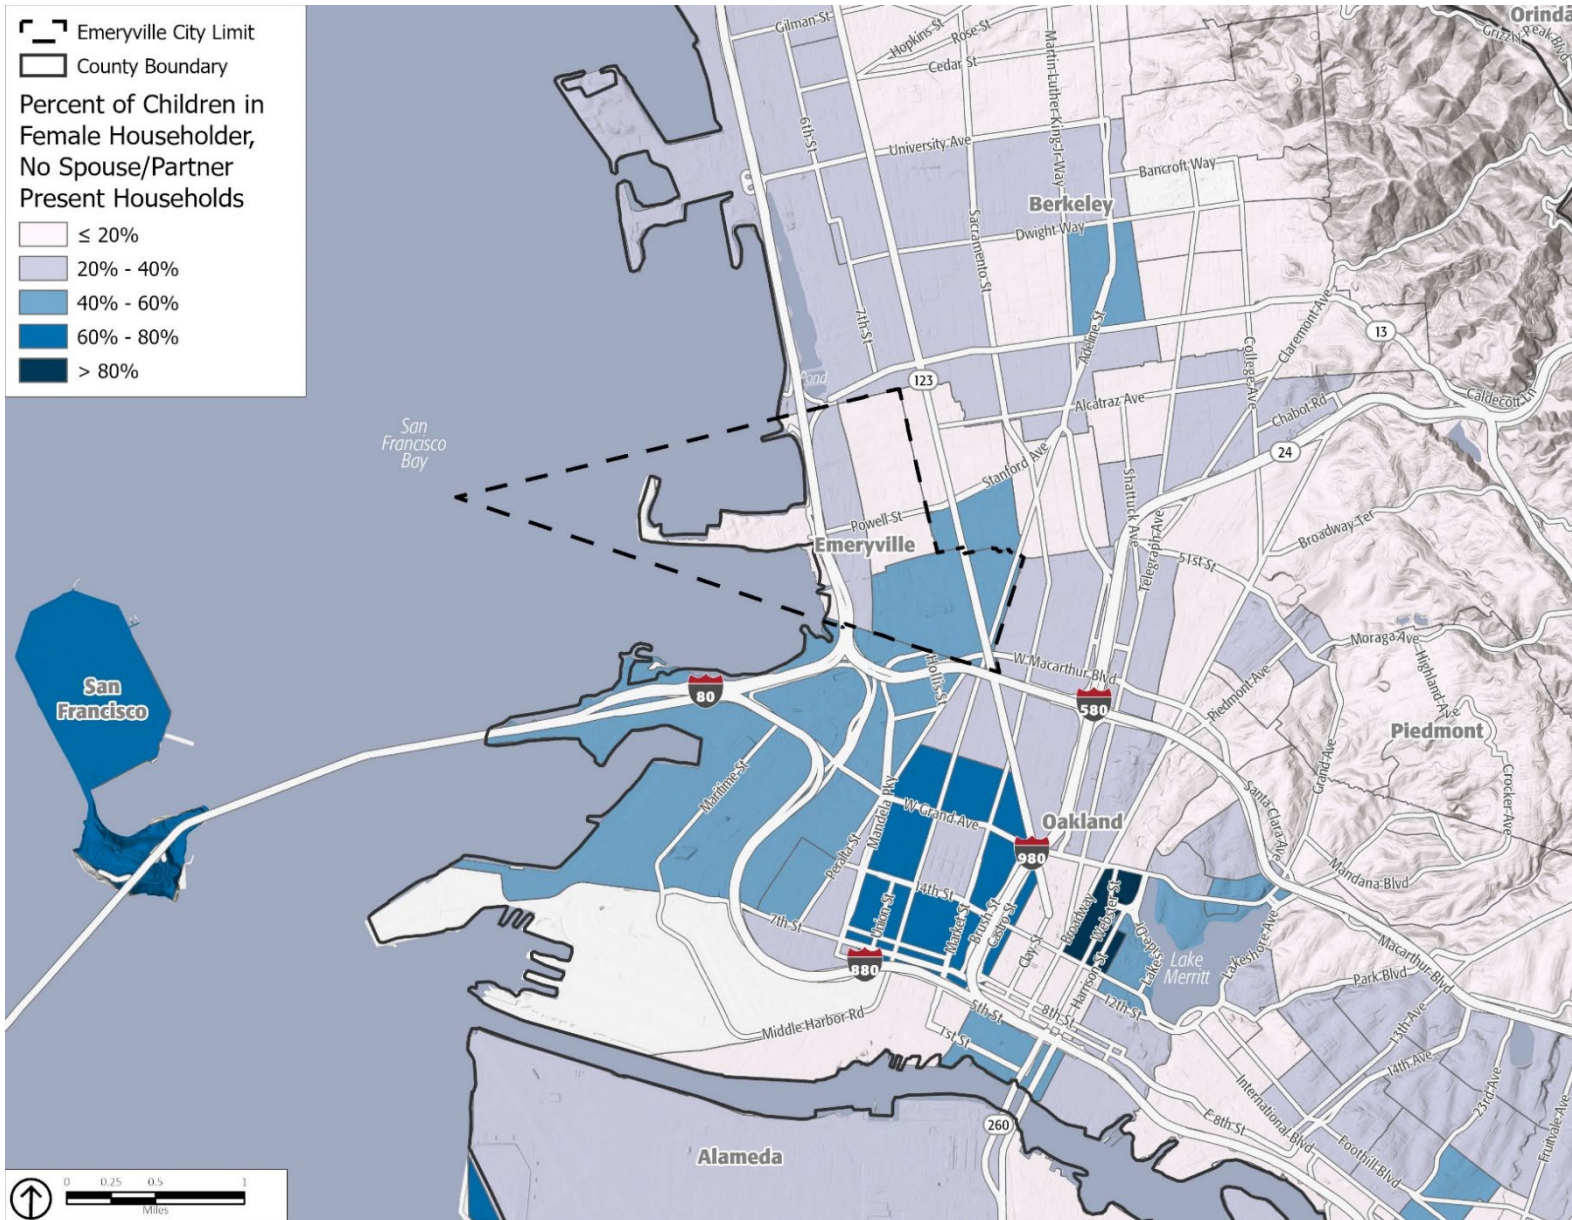 Emeryville City Limit
County Boundary
Percent of Children in
Female Householder,
No Spouse/Partner
Present Households
≤ 20%
20% - 40%
40% - 60%
60% - 80%
> 80%
Gilman St
Hopkins St
Rose St
Cedar St
Martin Luther King Jr Way
Orinda
Grizzly Peak Blvd
6th St
University Ave
Bancroft Way
Berkeley
Dwight Way
Sacramento St
7th St
Adeline St
College Ave
Claremont Ave
13
123
Pond
Alcatraz Ave
Chabot Rd
Caldecott Ln
San
Francisco
Bay
24
Stanford Ave
Shattuck Ave
Telegraph Ave
Powell St
Emeryville
Broadway Ter
51st St
Moraga Ave
Highland Ave
San
Francisco
80
Hollis St
W Macarthur Blvd
580
Piedmont Ave
Piedmont
Grand Ave
Crocker Ave
Maritime St
Mandela Pky
W Grand Ave
Oakland
Santa Clara Ave
980
Peralta St
Mandana Blvd
14th St
7th St
Union St
Market St
Brush St
Castro St
Clay St
Broadway
Webster St
Harrison St
Lake
Merritt
Lakeshore Ave
Macarthur Blvd
Park Blvd
880
12th St
8th St
5th St
1st St
Middle Harbor Rd
13th Ave
14th Ave
23rd Ave
International Blvd
E 8th St
Foothill Blvd
Fruitvale Ave
260
Alameda
0 0.25 0.5 1
Miles